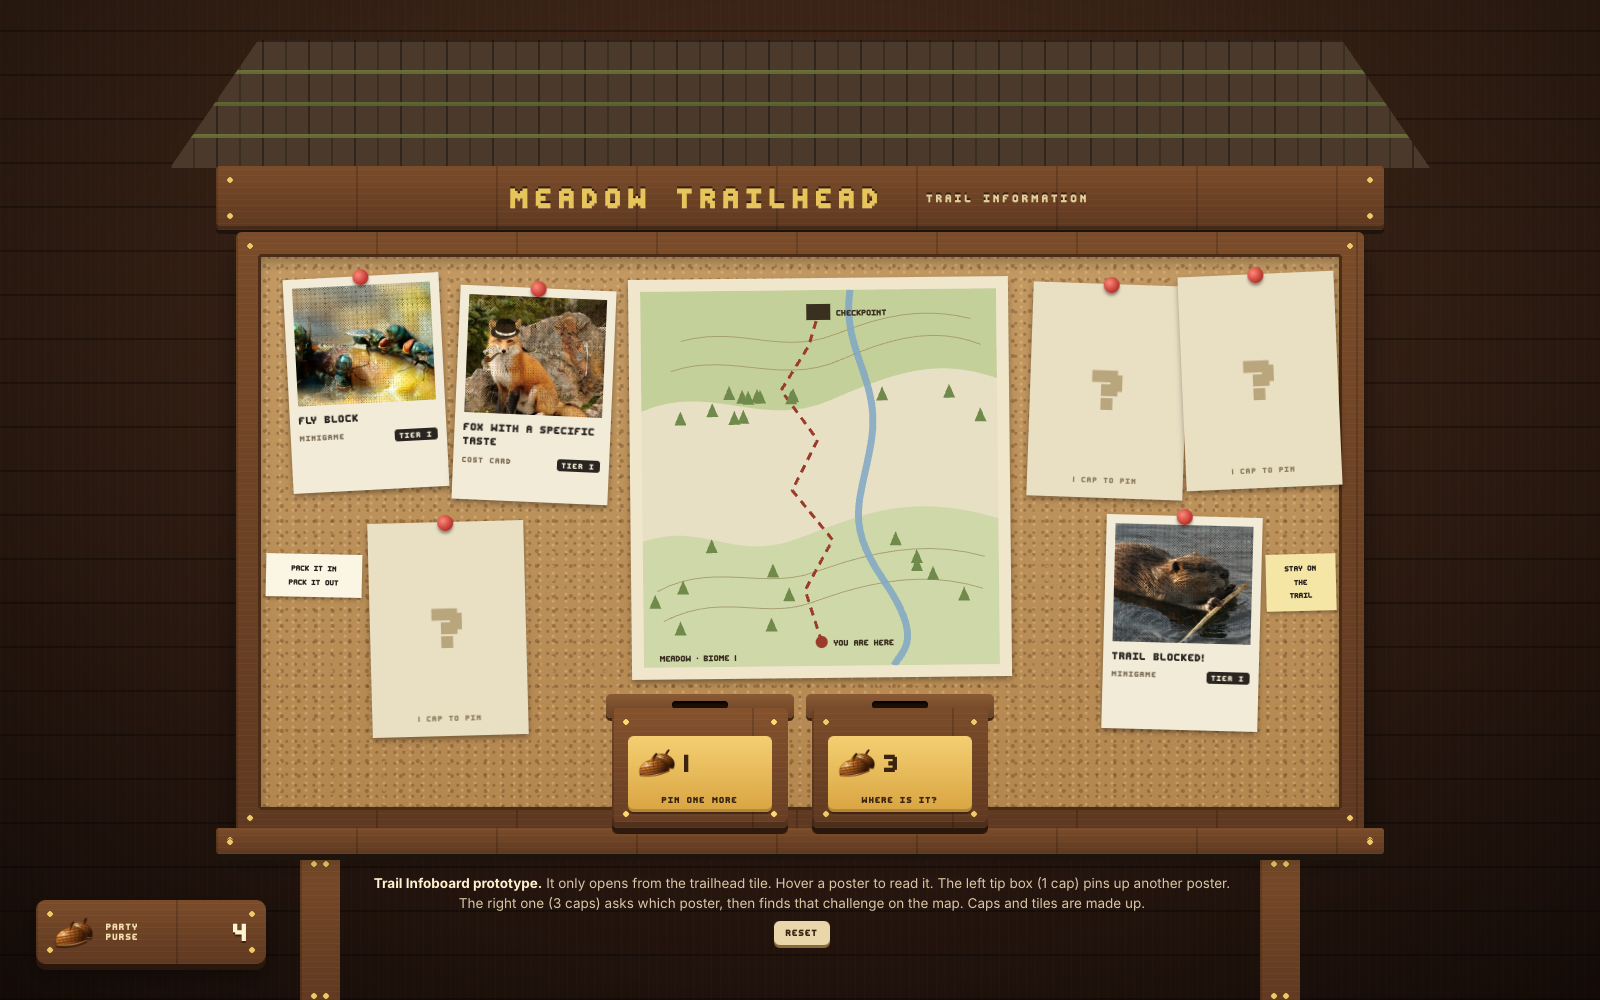 MEADOW TRAILHEAD
TRAIL INFORMATION
FLY BLOCK
MINIGAME
TIER I
FOX WITH A SPECIFIC
TASTE
COST CARD
TIER I
CHECKPOINT
YOU ARE HERE
MEADOW · BIOME 1
?
1 CAP TO PIN
?
1 CAP TO PIN
PACK IT IN
PACK IT OUT
?
1 CAP TO PIN
TRAIL BLOCKED!
MINIGAME
TIER I
STAY ON
THE
TRAIL
1
PIN ONE MORE
3
WHERE IS IT?
Trail Infoboard prototype. It only opens from the trailhead tile. Hover a poster to read it. The left tip box (1 cap) pins up another poster.
The right one (3 caps) asks which poster, then finds that challenge on the map. Caps and tiles are made up.
RESET
PARTY
PURSE
4